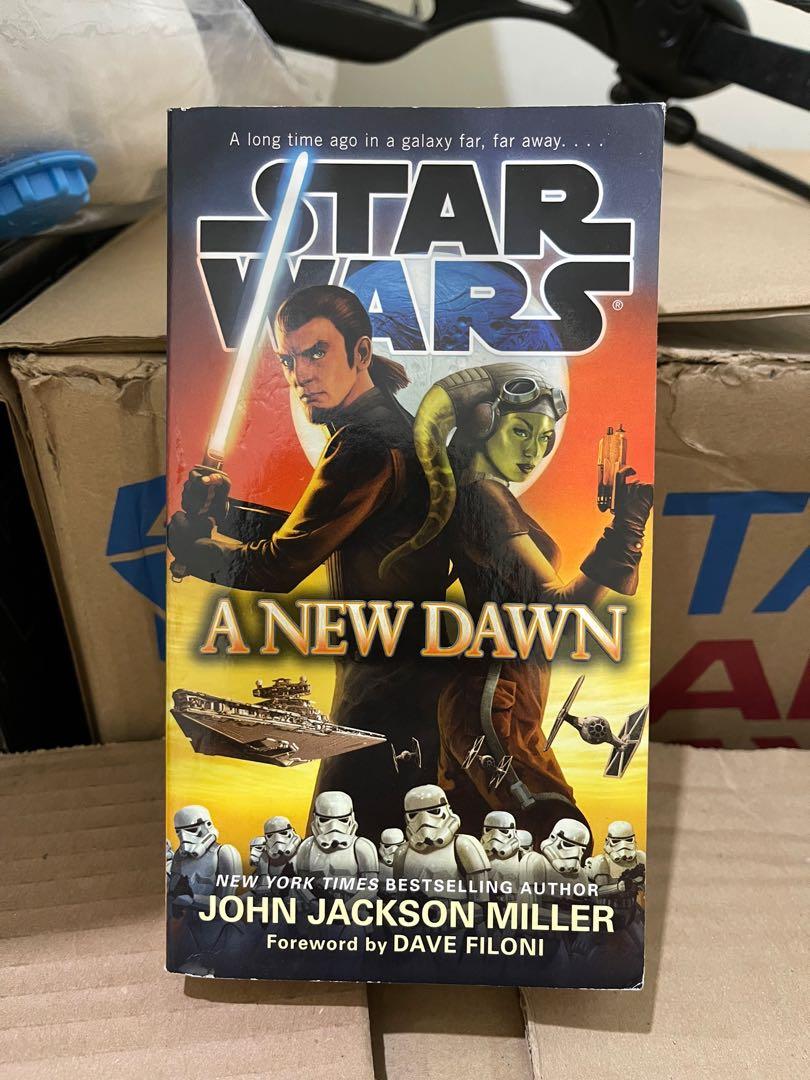 A long time ago in a galaxy far, far away. . . .
STAR
WARS®
A NEW DAWN
NEW YORK TIMES BESTSELLING AUTHOR
JOHN JACKSON MILLER
Foreword by DAVE FILONI